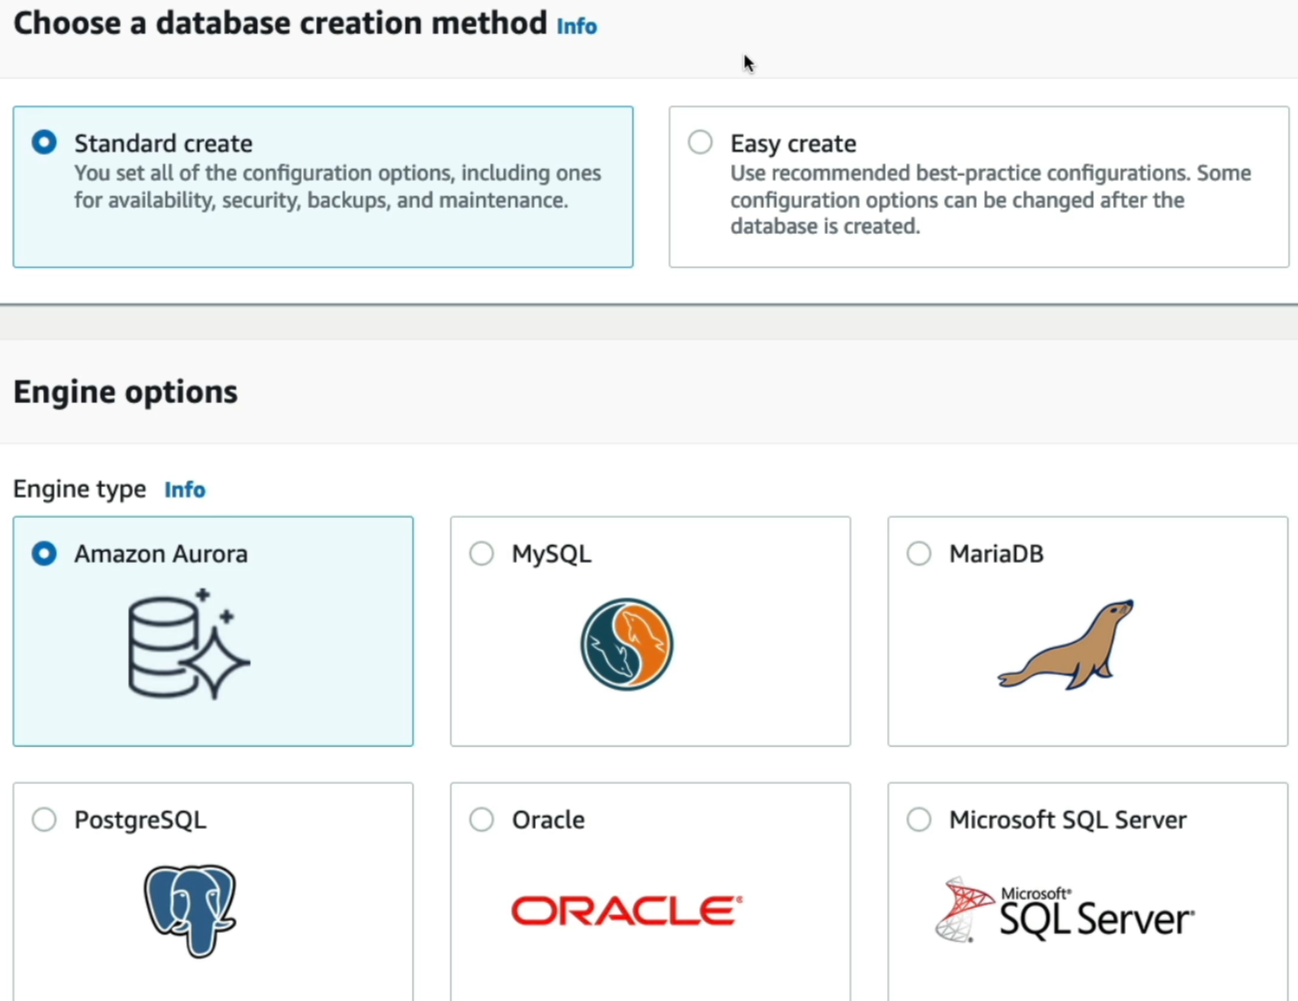 Choose a database creation method Info
Standard create
You set all of the configuration options, including ones
for availability, security, backups, and maintenance.
Easy create
Use recommended best-practice configurations. Some
configuration options can be changed after the
database is created.
Engine options
Engine type Info
Amazon Aurora
MySQL
MariaDB
PostgreSQL
Oracle
Microsoft SQL Server
ORACLE®
Microsoft®
SQL Server®